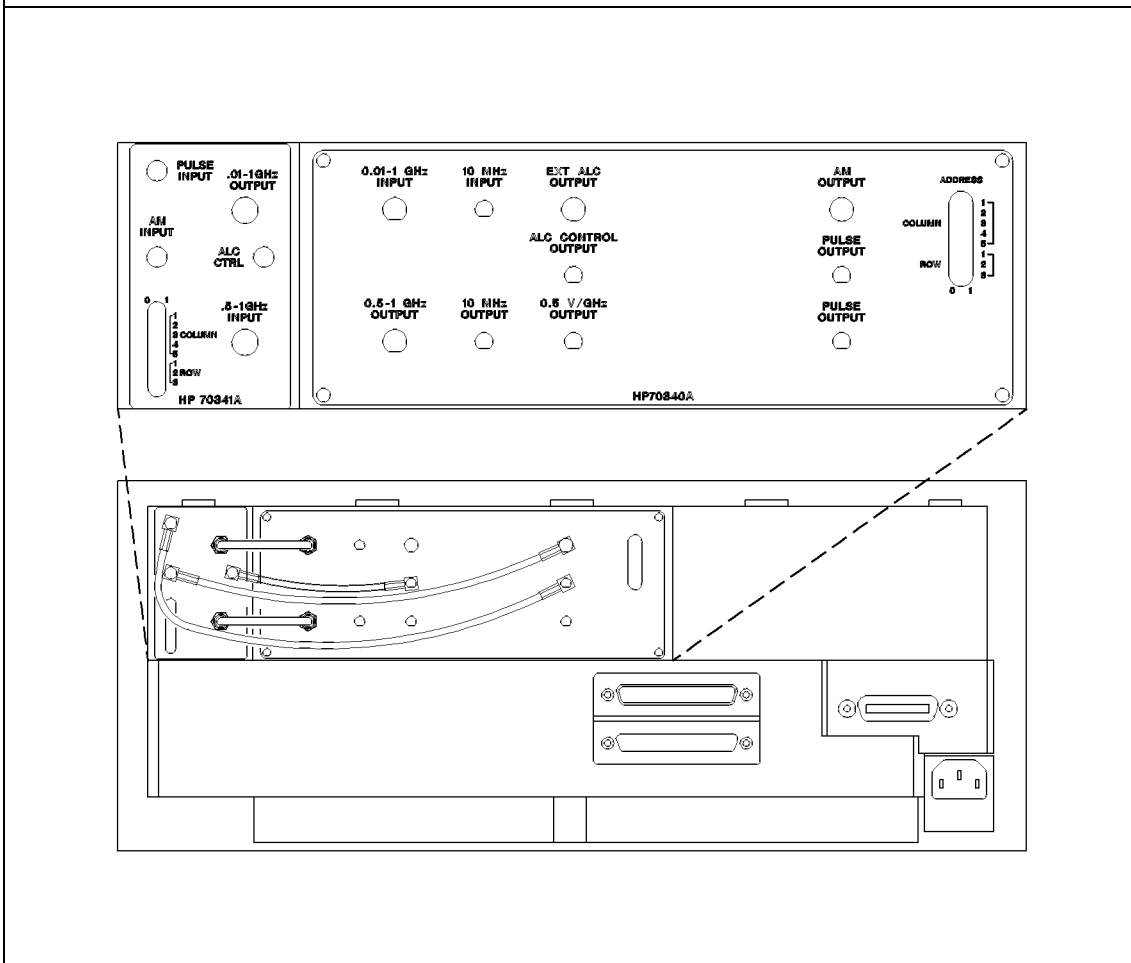 PULSE
INPUT
.01-1GHz
OUTPUT
AM
INPUT
ALC
CTRL
0 1
1
2
3 COLUMN
4
5
1
2 ROW
3
.5-1GHz
INPUT
HP 70341A
0.01-1 GHz
INPUT
10 MHz
INPUT
EXT ALC
OUTPUT
ALC CONTROL
OUTPUT
0.5-1 GHz
OUTPUT
10 MHz
OUTPUT
0.5 V/GHz
OUTPUT
AM
OUTPUT
PULSE
OUTPUT
PULSE
OUTPUT
ADDRESS
COLUMN
1
2
3
4
5
ROW
1
2
3
0 1
HP70340A